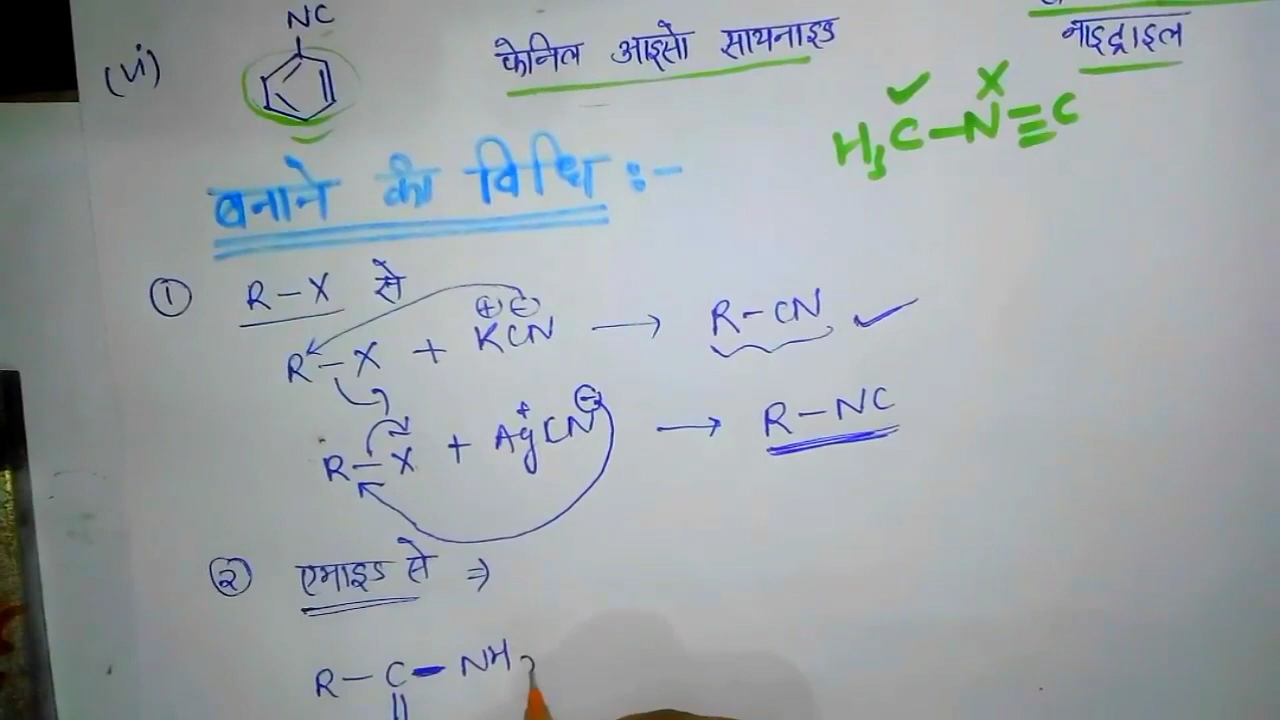 NC
(vi) फेनिल आइसो सायनाइड
नाइट्राइल
H₃C–N≡C
बनाने की विधि :-
① R–X से
R–X + KCN → R–CN ✓
R–X + AgCN → R–NC
② एमाइड से ⇒
R–C–NH₂